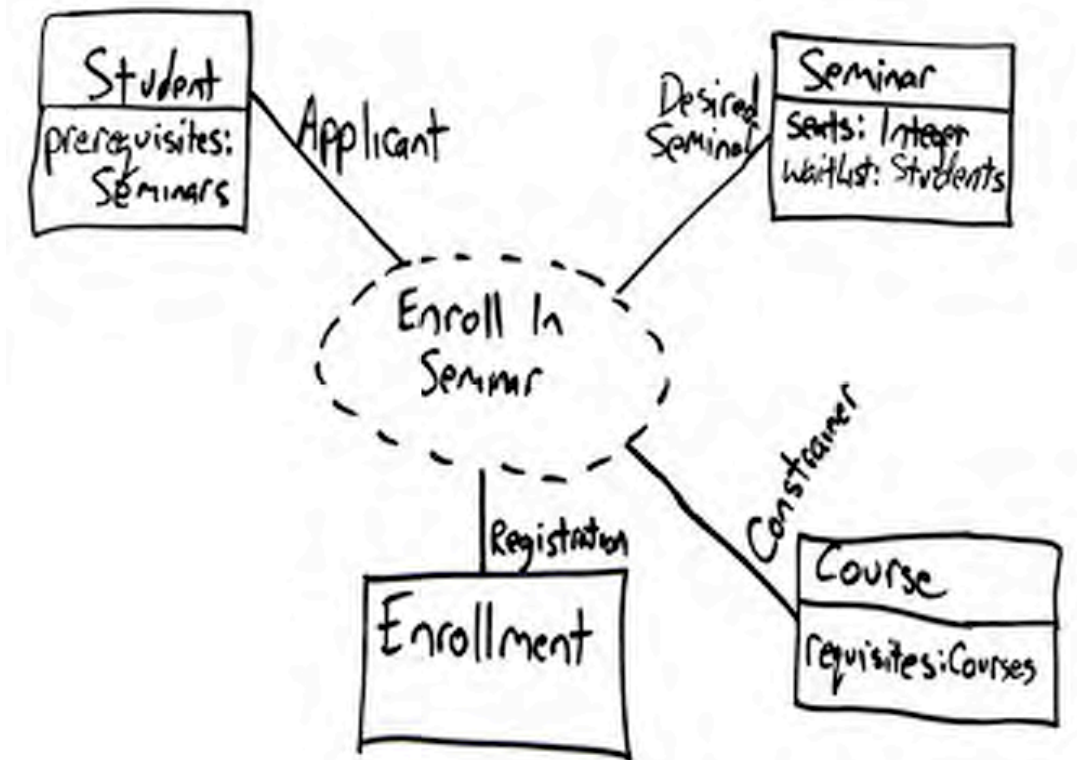 Student
prerequisites:
Seminars
Applicant
Desired
Seminar
Seminar
seats: Integer
waitlist: Students
Enroll In
Seminar
Constrainer
Registration
Enrollment
Course
requisites:Courses